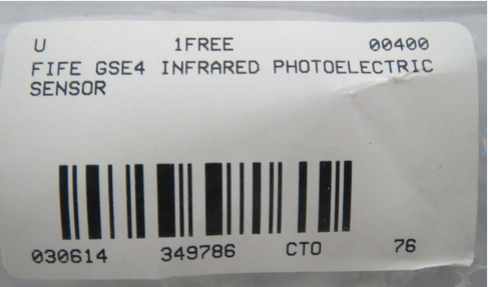 U 1FREE 00400
FIFE GSE4 INFRARED PHOTOELECTRIC
SENSOR
030614 349786 CTO 76